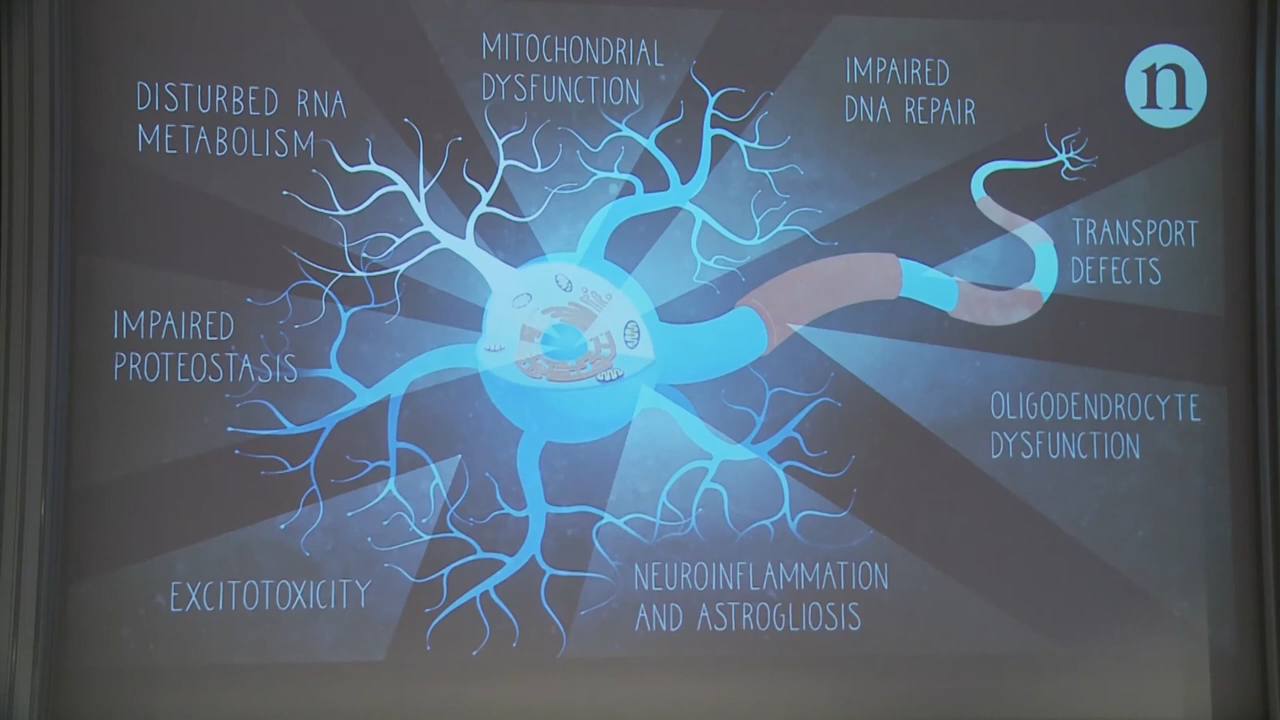 MITOCHONDRIAL
DYSFUNCTION
IMPAIRED
DNA REPAIR
n
DISTURBED RNA
METABOLISM
TRANSPORT
DEFECTS
IMPAIRED
PROTEOSTASIS
OLIGODENDROCYTE
DYSFUNCTION
EXCITOTOXICITY
NEUROINFLAMMATION
AND ASTROGLIOSIS